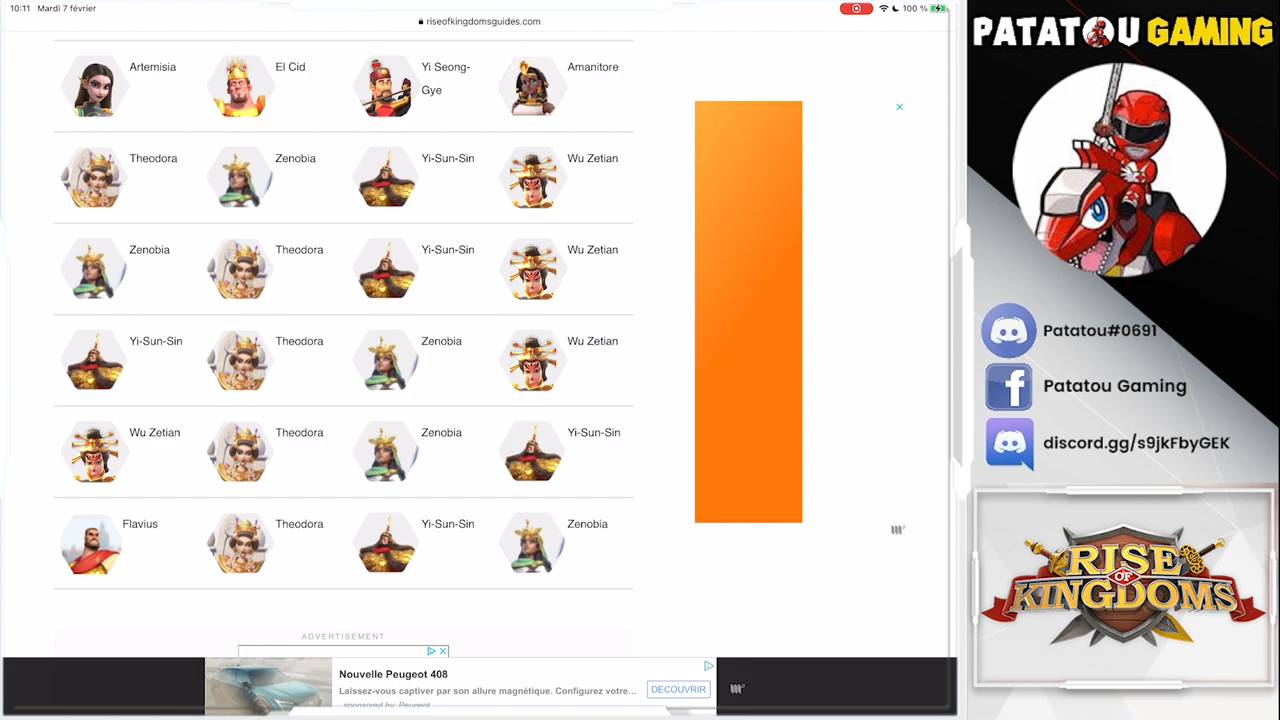 10:11 Mardi 7 février
100 %
riseofkingdomsguides.com
PATATOU GAMING
Artemisia
El Cid
Yi Seong-
Gye
Amanitore
Theodora
Zenobia
Yi-Sun-Sin
Wu Zetian
Zenobia
Theodora
Yi-Sun-Sin
Wu Zetian
Yi-Sun-Sin
Theodora
Zenobia
Wu Zetian
Wu Zetian
Theodora
Zenobia
Yi-Sun-Sin
Flavius
Theodora
Yi-Sun-Sin
Zenobia
ADVERTISEMENT
Nouvelle Peugeot 408
Laissez-vous captiver par son allure magnétique. Configurez votre...
sponsored by: Peugeot
DECOUVRIR
Patatou#0691
Patatou Gaming
discord.gg/s9jkFbyGEK
RISE
OF
KINGDOMS